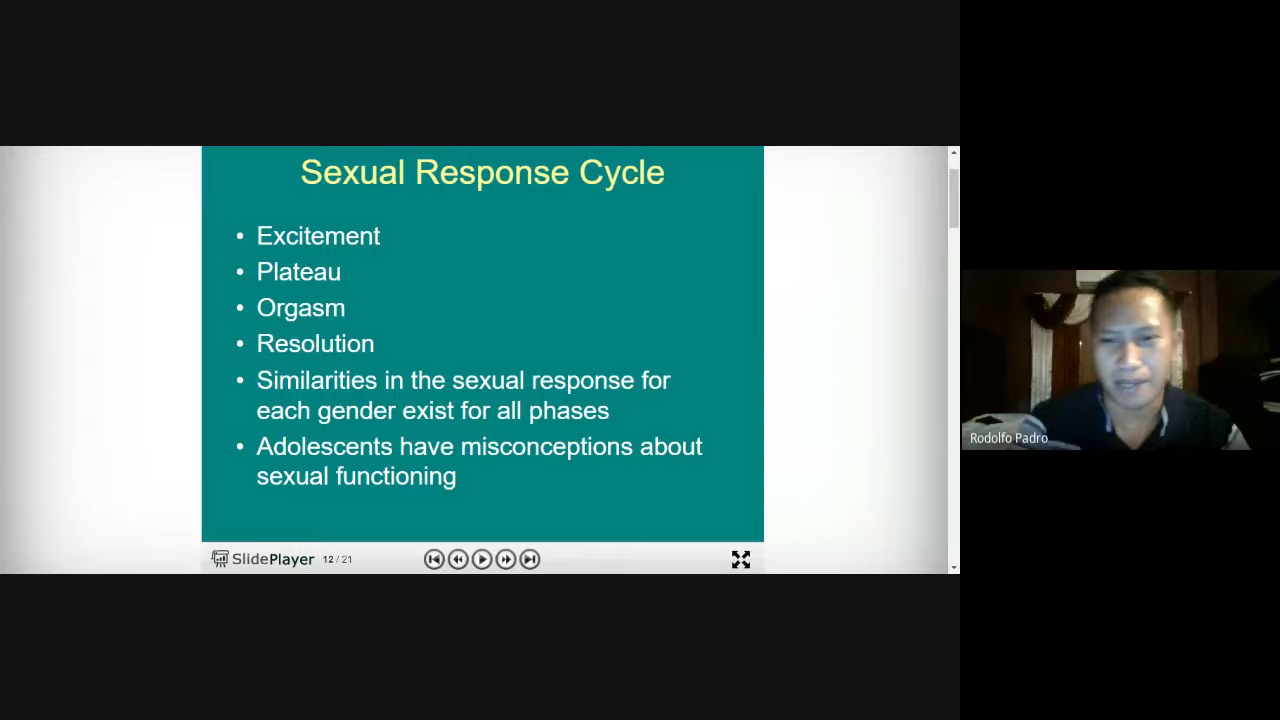 Sexual Response Cycle
• Excitement
• Plateau
• Orgasm
• Resolution
• Similarities in the sexual response for
each gender exist for all phases
• Adolescents have misconceptions about
sexual functioning
SlidePlayer 12 / 21
Rodolfo Padro